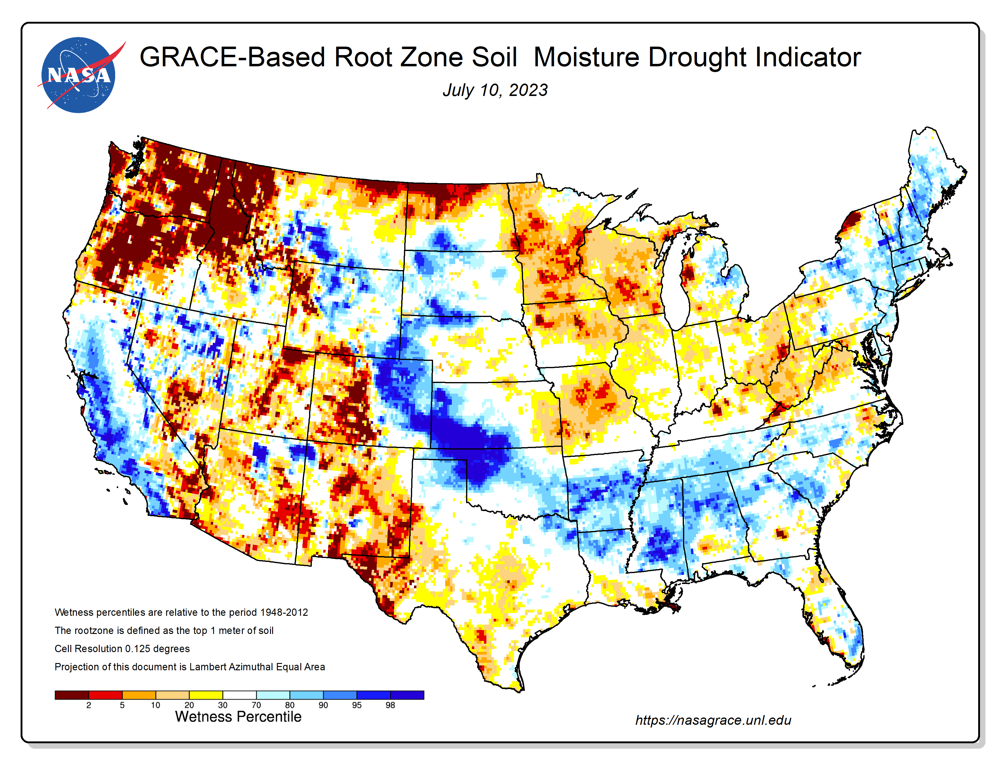 NASA
GRACE-Based Root Zone Soil  Moisture Drought Indicator
July 10, 2023
Wetness percentiles are relative to the period 1948-2012
The rootzone is defined as the top 1 meter of soil
Cell Resolution 0.125 degrees
Projection of this document is Lambert Azimuthal Equal Area
2 5 10 20 30 70 80 90 95 98
Wetness Percentile
https://nasagrace.unl.edu